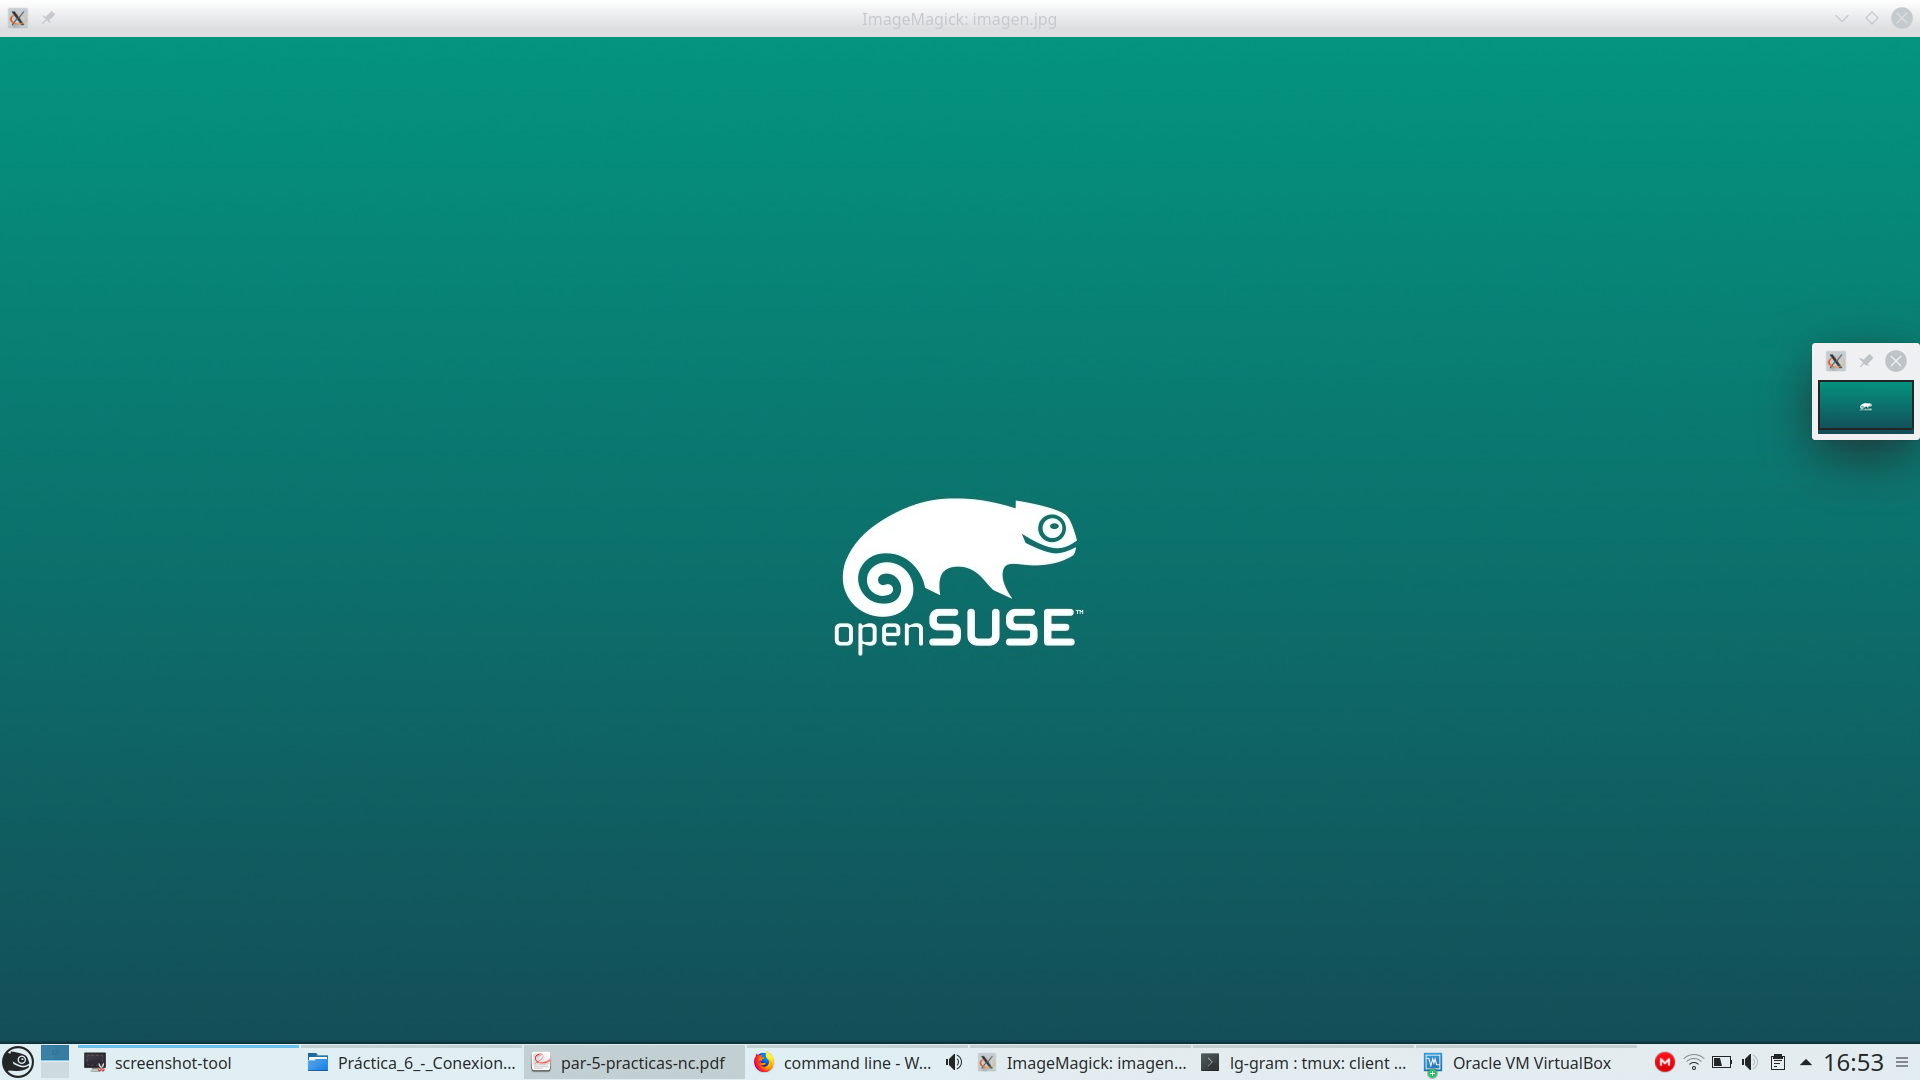 ImageMagick: imagen.jpg
openSUSE™
screenshot-tool
Práctica_6_-_Conexion...
par-5-practicas-nc.pdf
command line - W...
ImageMagick: imagen...
lg-gram : tmux: client ...
Oracle VM VirtualBox
16:53